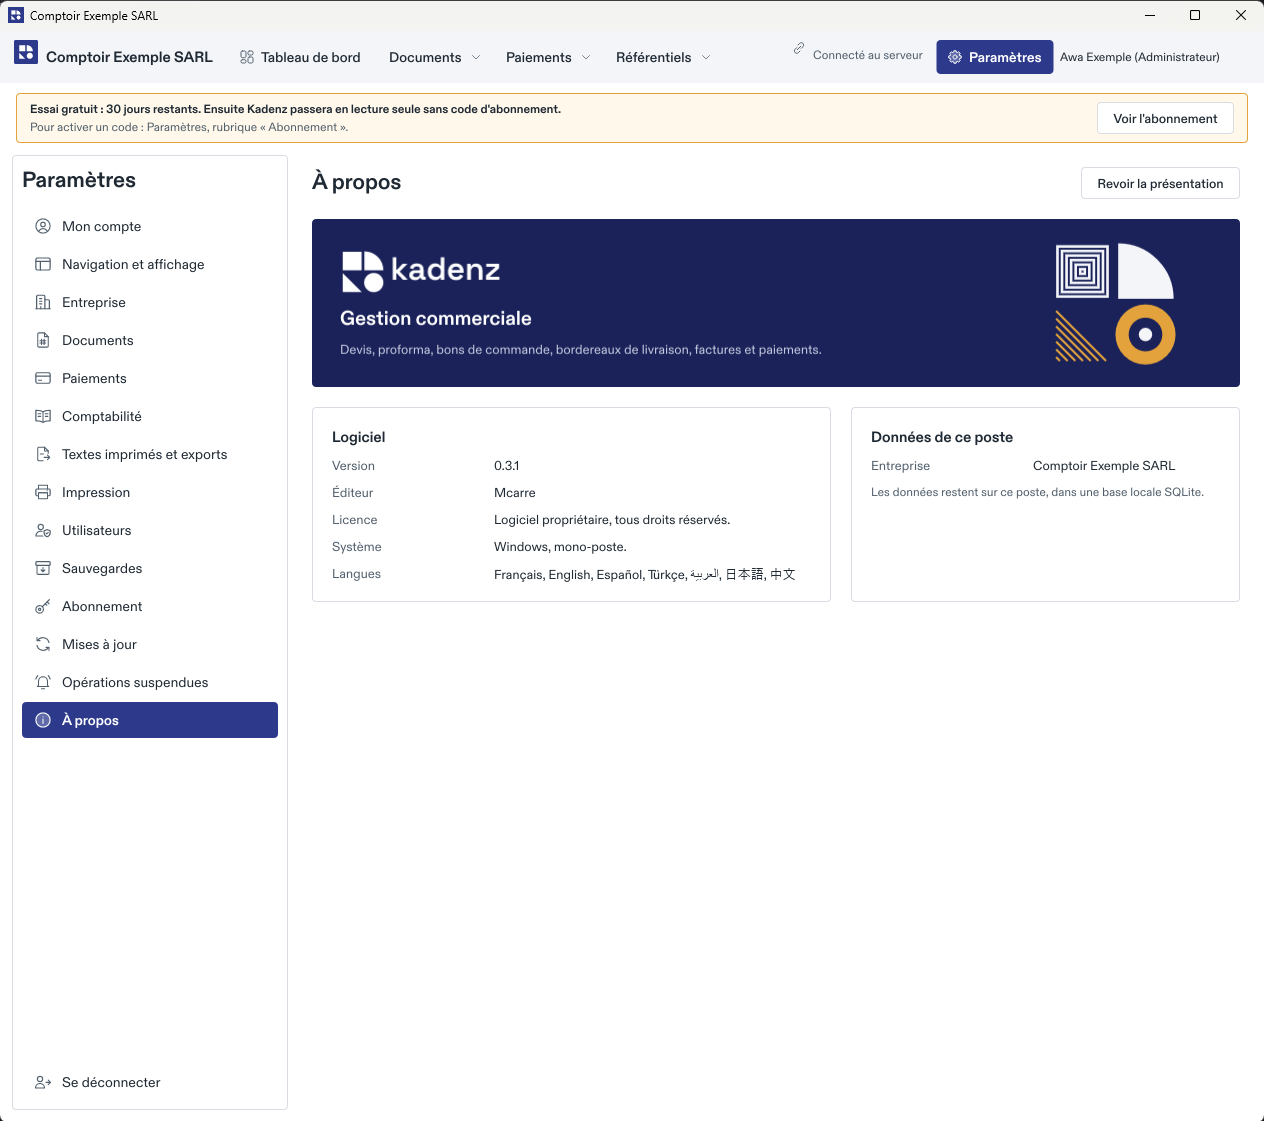 Comptoir Exemple SARL
Comptoir Exemple SARL
Tableau de bord
Documents
Paiements
Référentiels
Connecté au serveur
Paramètres
Awa Exemple (Administrateur)
Essai gratuit : 30 jours restants. Ensuite Kadenz passera en lecture seule sans code d'abonnement.
Pour activer un code : Paramètres, rubrique « Abonnement ».
Voir l'abonnement
Paramètres
Mon compte
Navigation et affichage
Entreprise
Documents
Paiements
Comptabilité
Textes imprimés et exports
Impression
Utilisateurs
Sauvegardes
Abonnement
Mises à jour
Opérations suspendues
À propos
Se déconnecter
À propos
Revoir la présentation
kadenz
Gestion commerciale
Devis, proforma, bons de commande, bordereaux de livraison, factures et paiements.
Logiciel
Version 0.3.1
Éditeur Mcarre
Licence Logiciel propriétaire, tous droits réservés.
Système Windows, mono-poste.
Langues Français, English, Español, Türkçe, العربية, 日本語, 中文
Données de ce poste
Entreprise Comptoir Exemple SARL
Les données restent sur ce poste, dans une base locale SQLite.